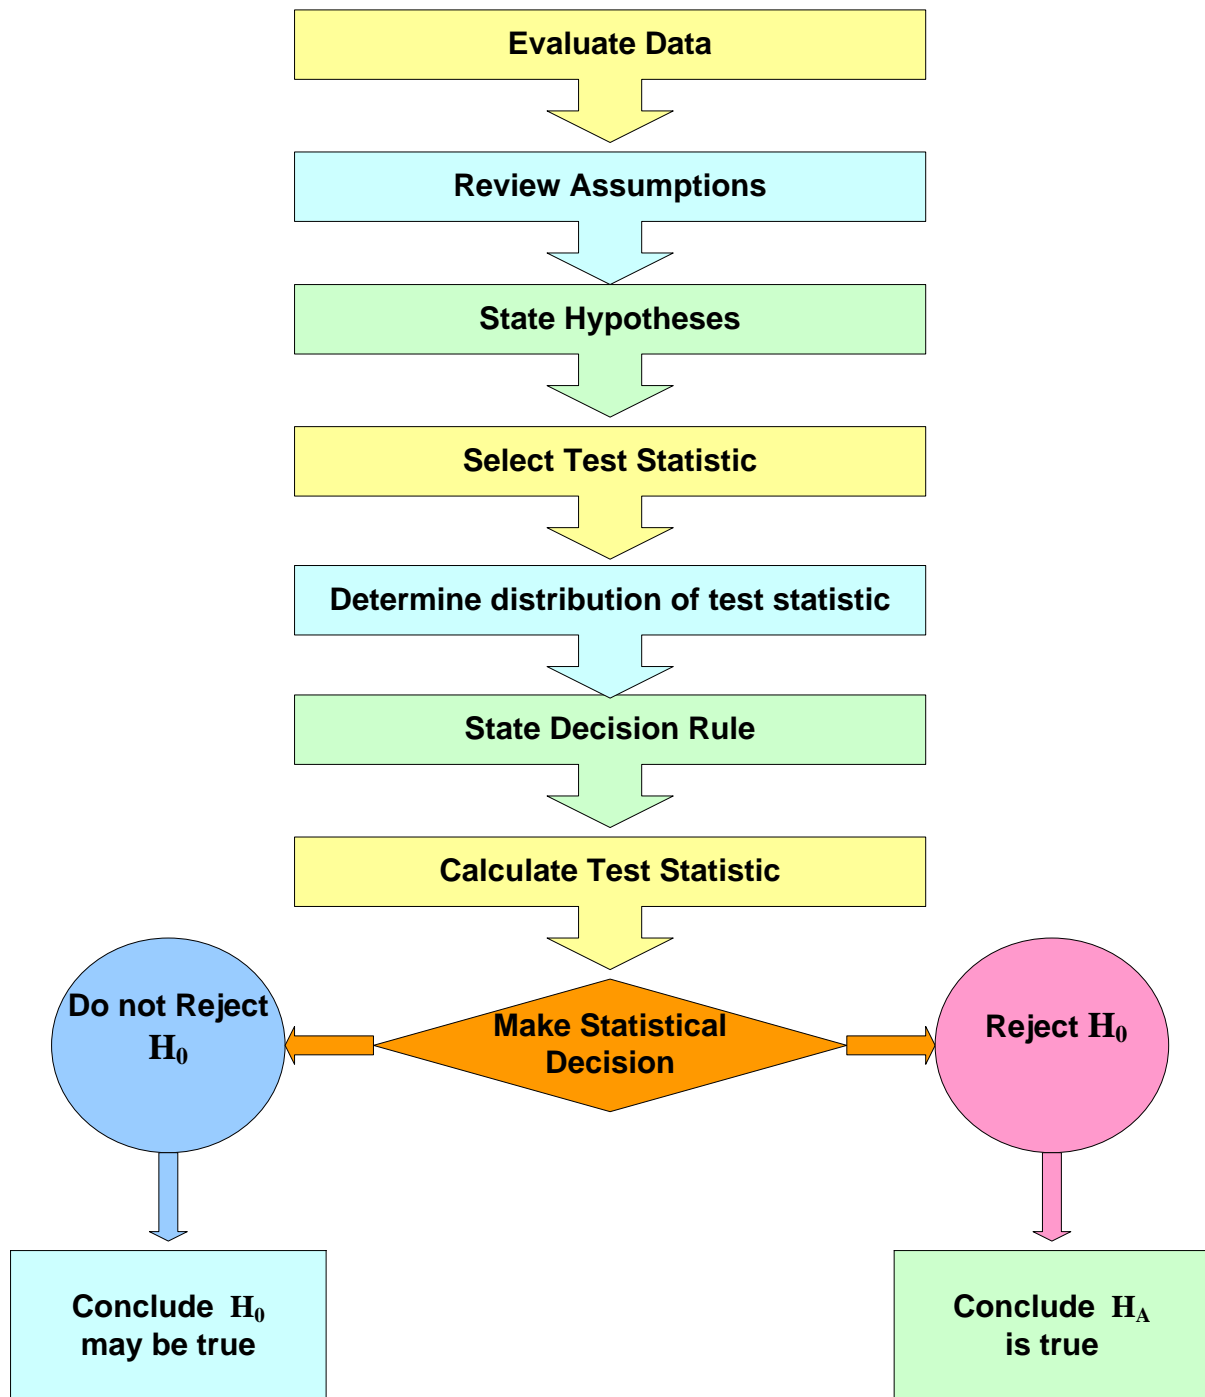 Evaluate Data
Review Assumptions
State Hypotheses
Select Test Statistic
Determine distribution of test statistic
State Decision Rule
Calculate Test Statistic
Do not Reject
H₀
Make Statistical
Decision
Reject H₀
Conclude H₀
may be true
Conclude H_A
is true